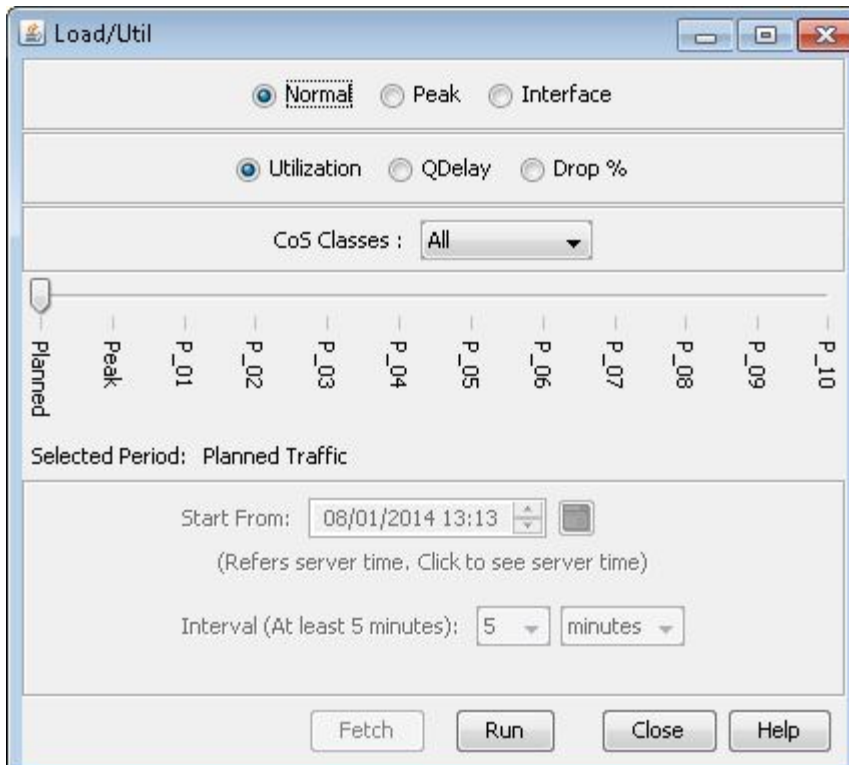 Load/Util
Normal Peak Interface
Utilization QDelay Drop %
CoS Classes : All
Planned Peak P_01 P_02 P_03 P_04 P_05 P_06 P_07 P_08 P_09 P_10
Selected Period: Planned Traffic
Start From: 08/01/2014 13:13
(Refers server time. Click to see server time)
Interval (At least 5 minutes): 5 minutes
Fetch Run Close Help